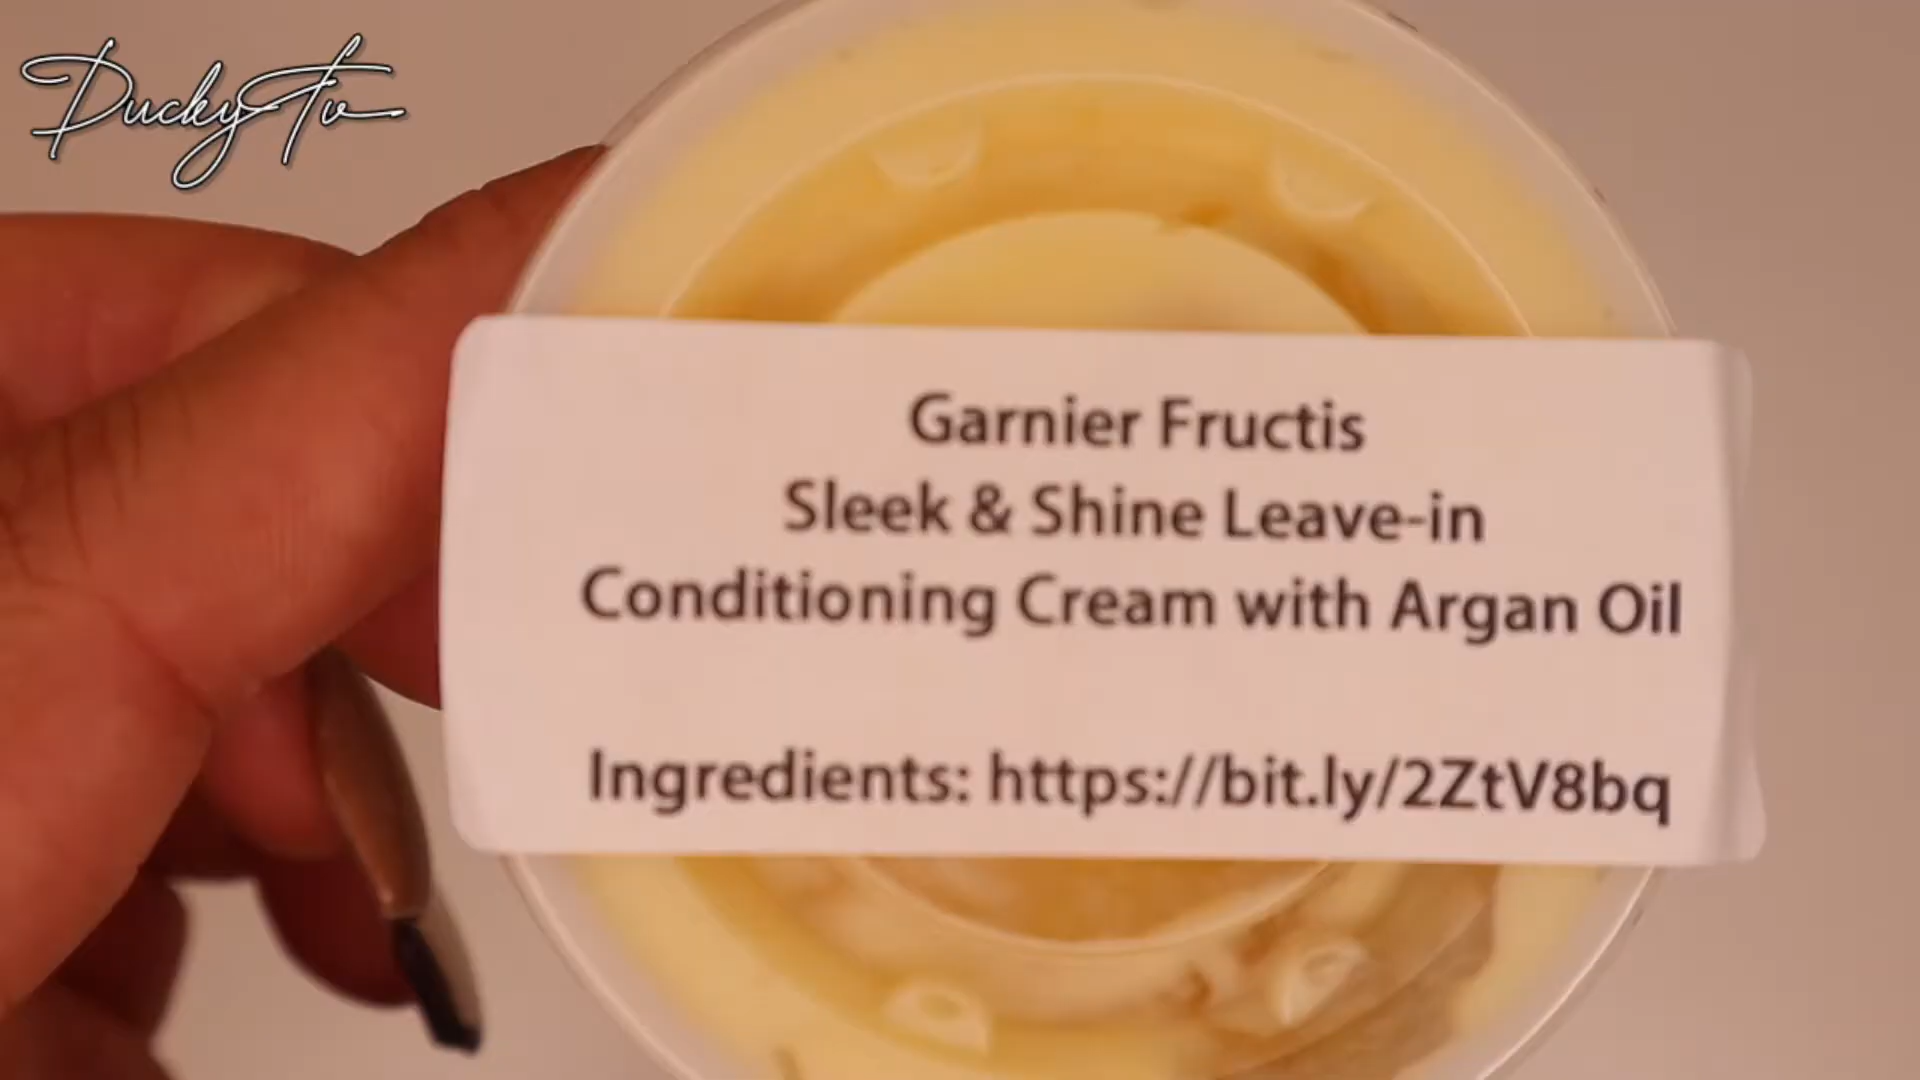 DuckyTv
Garnier Fructis
Sleek & Shine Leave-in
Conditioning Cream with Argan Oil
Ingredients: https://bit.ly/2ZtV8bq